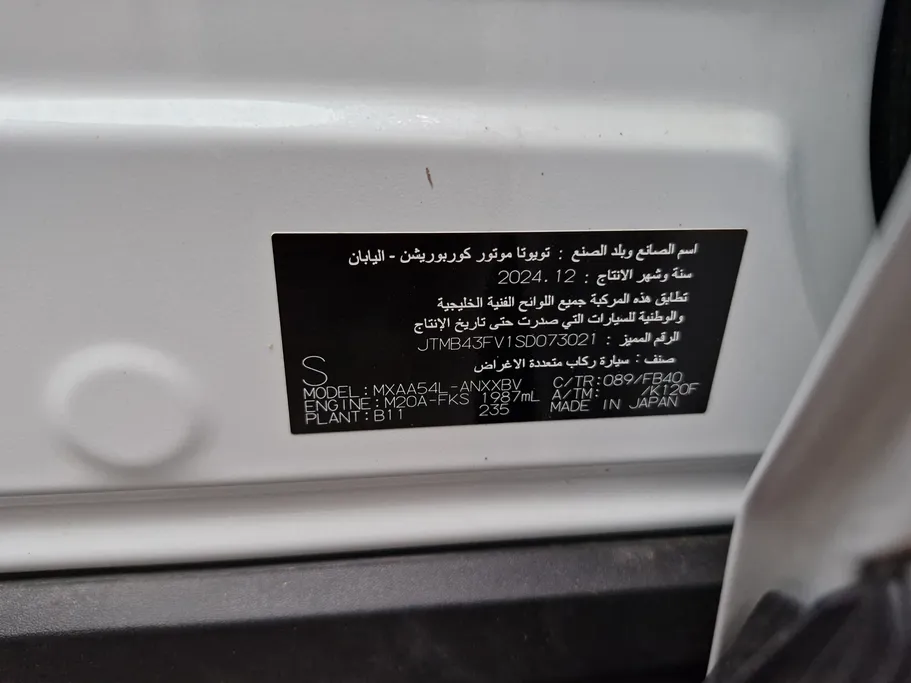 اسم الصانع وبلد الصنع : تويوتا موتور كوربوريشن - اليابان
سنة وشهر الانتاج : 2024.12
تطابق هذه المركبة جميع اللوائح الفنية الخليجية
والوطنية للسيارات التي صدرت حتى تاريخ الإنتاج
الرقم المميز : JTMB43FV1SD073021
صنف : سيارة ركاب متعددة الاغراض
S
MODEL:MXAA54L-ANXXBV C/TR:089/FB40
ENGINE:M20A-FKS 1987mL A/TM: /K120F
PLANT:B11 235 MADE IN JAPAN